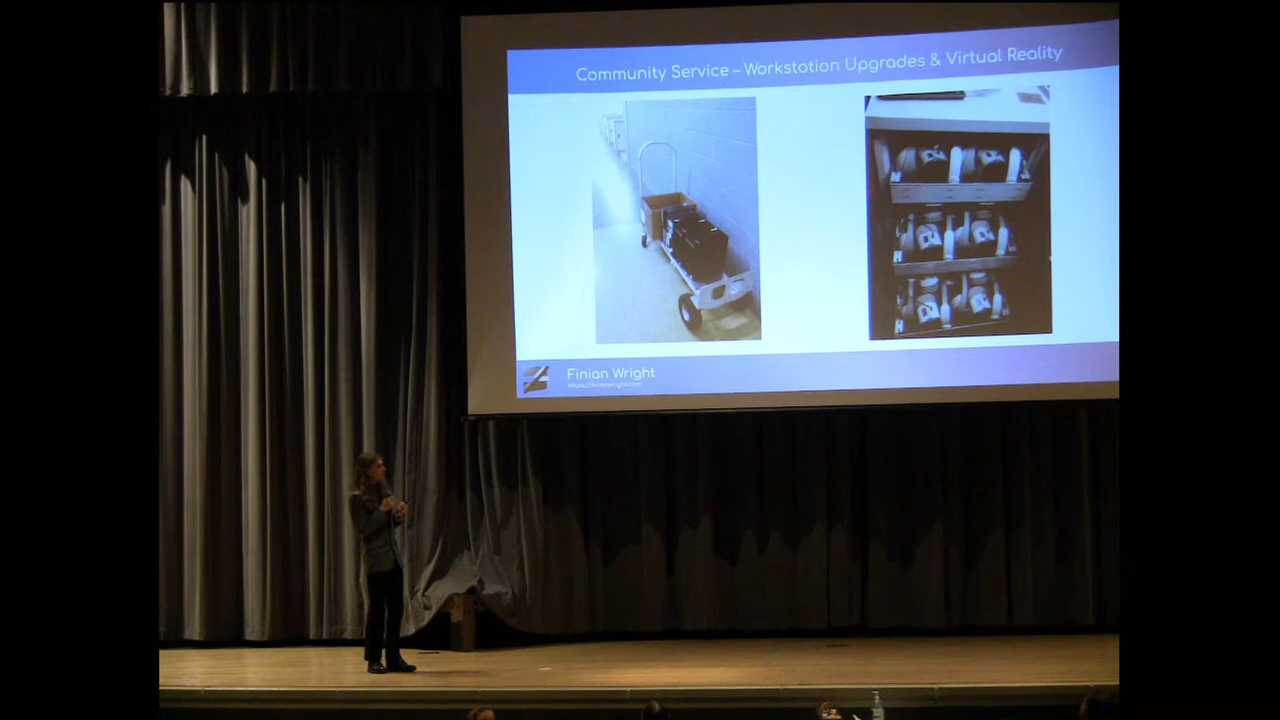 Community Service – Workstation Upgrades & Virtual Reality
Finian Wright